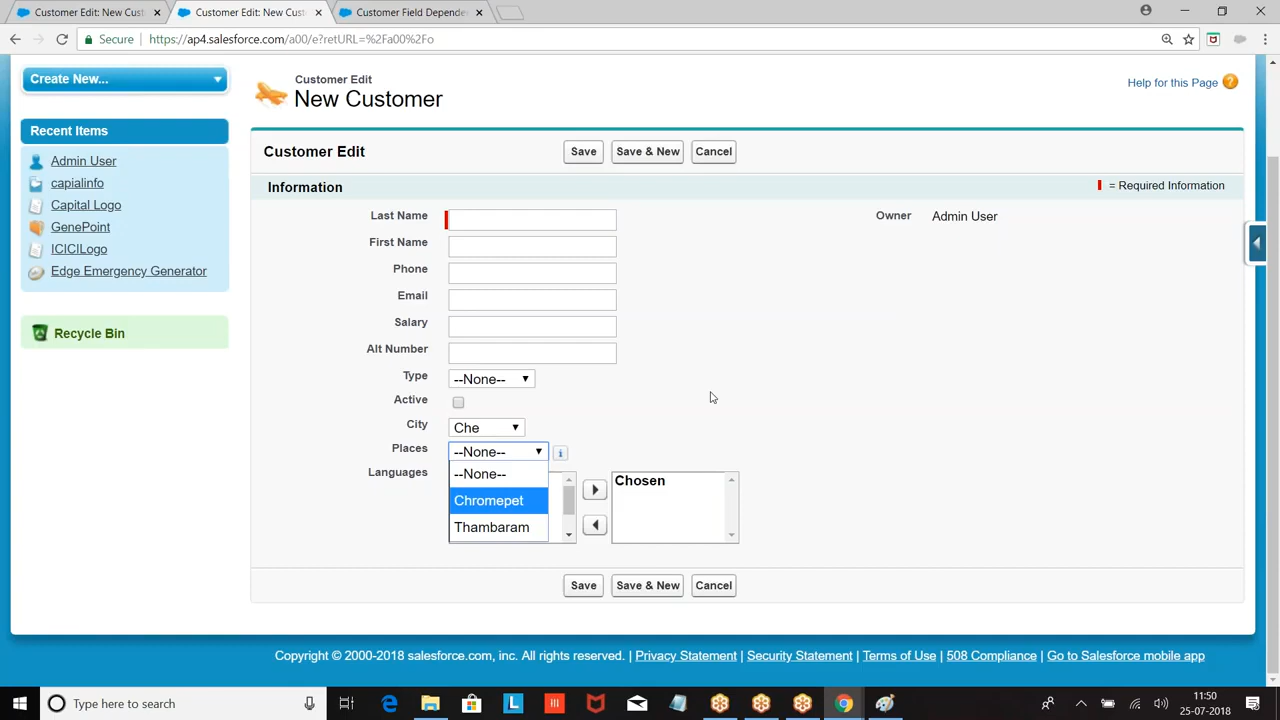 Customer Edit: New Cust
Customer Edit: New Cust
Customer Field Depende
Secure
https://ap4.salesforce.com/a00/e?retURL=%2Fa00%2Fo
Create New...
Customer Edit
New Customer
Help for this Page
Recent Items
Admin User
capialinfo
Capital Logo
GenePoint
ICICILogo
Edge Emergency Generator
Recycle Bin
Customer Edit
Save
Save & New
Cancel
Information
= Required Information
Last Name
Owner
Admin User
First Name
Phone
Email
Salary
Alt Number
Type
--None--
Active
City
Che
Places
--None--
--None--
Chromepet
Thambaram
Languages
Chosen
Save
Save & New
Cancel
Copyright © 2000-2018 salesforce.com, inc. All rights reserved. | Privacy Statement | Security Statement | Terms of Use | 508 Compliance | Go to Salesforce mobile app
Type here to search
11:50
25-07-2018